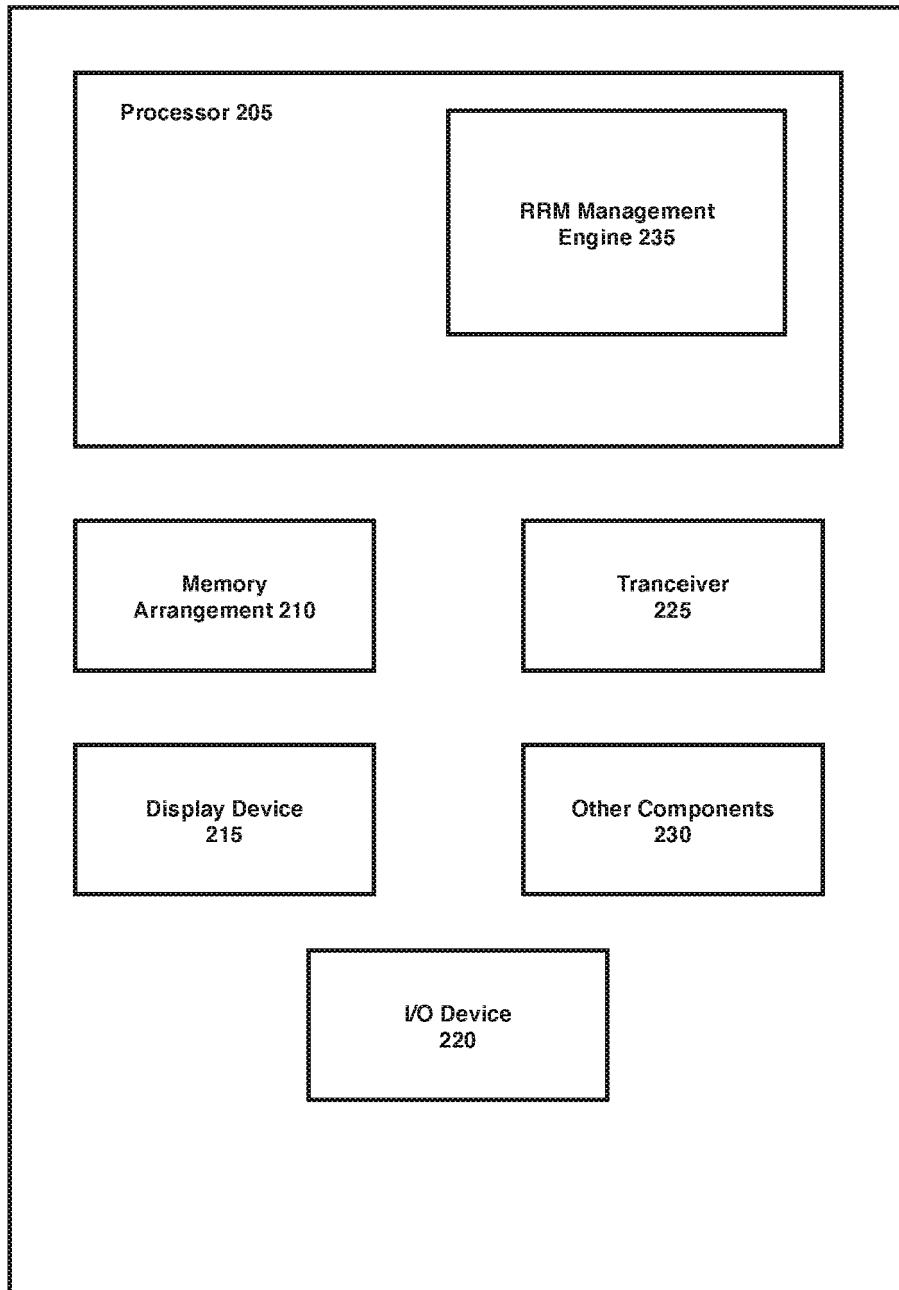 Processor 205
RRM Management
Engine 235
Memory
Arrangement 210
Tranceiver
225
Display Device
215
Other Components
230
I/O Device
220